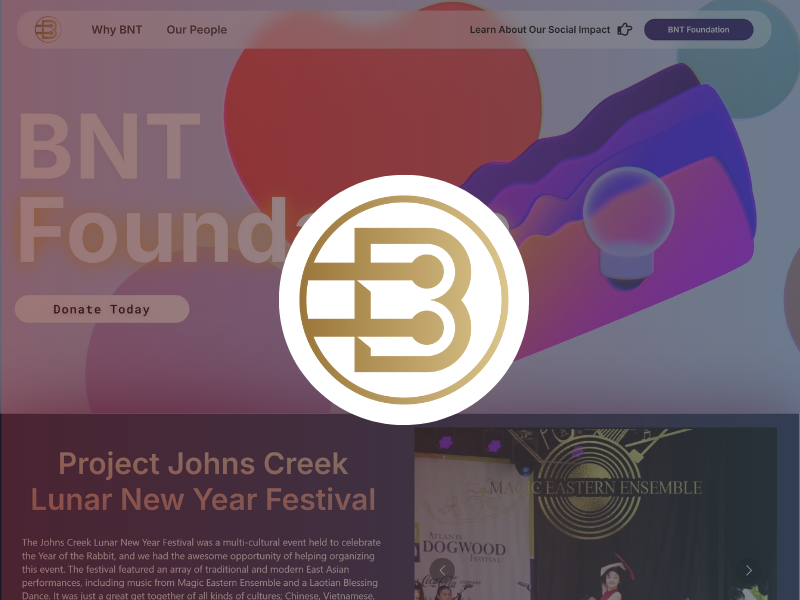 Why BNT
Our People
Learn About Our Social Impact
BNT Foundation
BNT
Found
Donate Today
Project Johns Creek
Lunar New Year Festival
The Johns Creek Lunar New Year Festival was a multi-cultural event held to celebrate
the Year of the Rabbit, and we had the awesome opportunity of helping organizing
this event. The festival featured an array of traditional and modern East Asian
performances, including music from Magic Eastern Ensemble and a Laotian Blessing
Dance. It was just a great get together of all kinds of cultures; Chinese, Vietnamese,
MAGIC EASTERN ENSEMBLE
ATLANTA
DOGWOOD
FESTIVAL